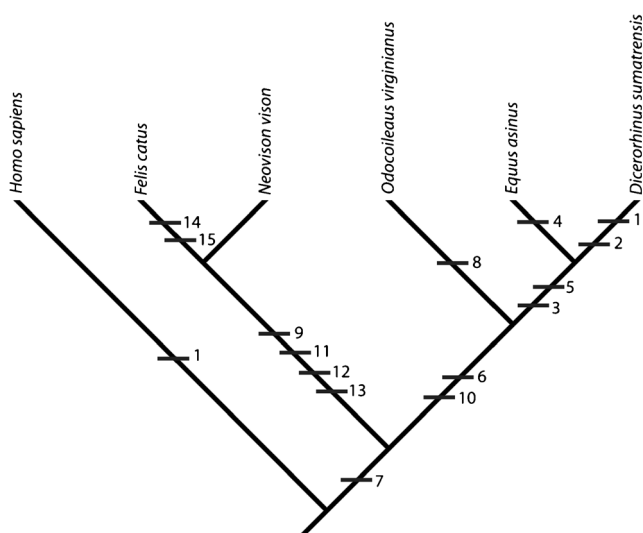 Homo sapiens
Felis catus
Neovison vison
Odocoileaus virginianus
Equus asinus
Dicerorhinus sumatrensis
14
15
4
1
2
8
5
3
9
11
12
13
1
6
10
7